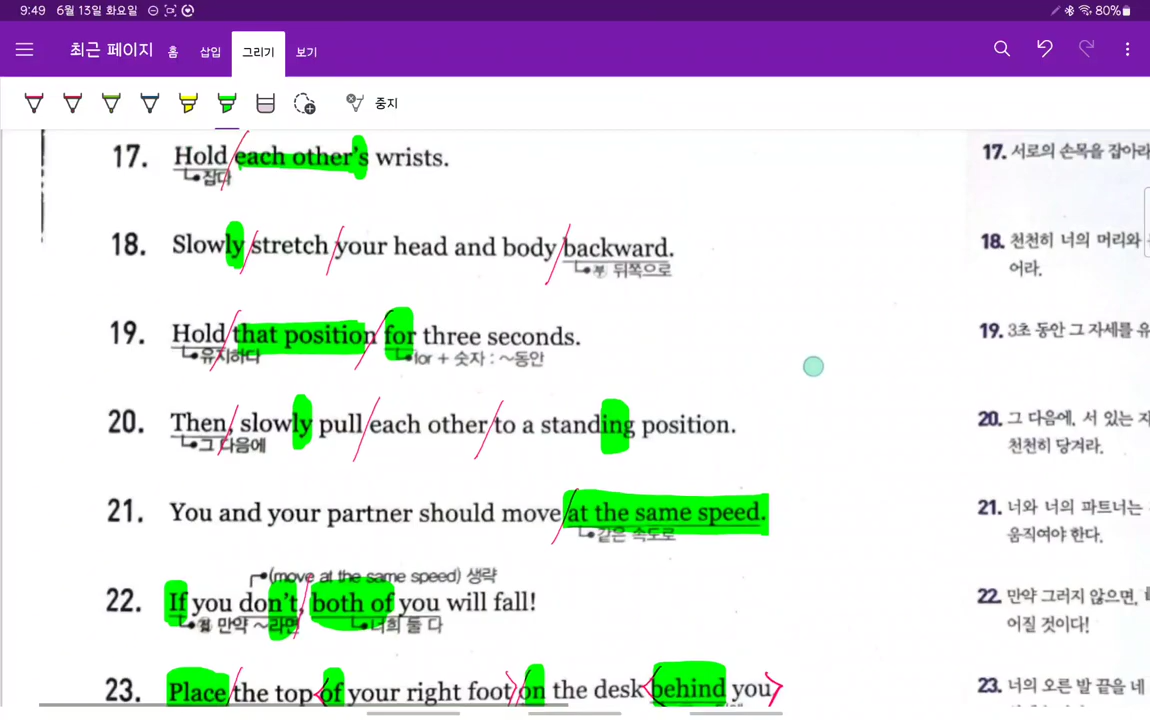 9:49 6월 13일 화요일
80%
최근 페이지 홈 삽입 그리기 보기
중지
17. Hold each other's wrists.
잡다
17. 서로의 손목을 잡아라
18. Slowly stretch your head and body backward.
부 뒤쪽으로
18. 천천히 너의 머리와
어라.
19. Hold that position for three seconds.
유지하다
for + 숫자 : ~동안
19. 3초 동안 그 자세를 유
20. Then, slowly pull each other to a standing position.
그 다음에
20. 그 다음에, 서 있는 자
천천히 당겨라.
21. You and your partner should move at the same speed.
같은 속도로
21. 너와 너의 파트너는
움직여야 한다.
(move at the same speed) 생략
22. If you don't, both of you will fall!
접 만약 ~라면
너희 둘 다
22. 만약 그러지 않으면,
어질 것이다!
23. Place the top of your right foot on the desk behind you
23. 너의 오른 발 끝을 네